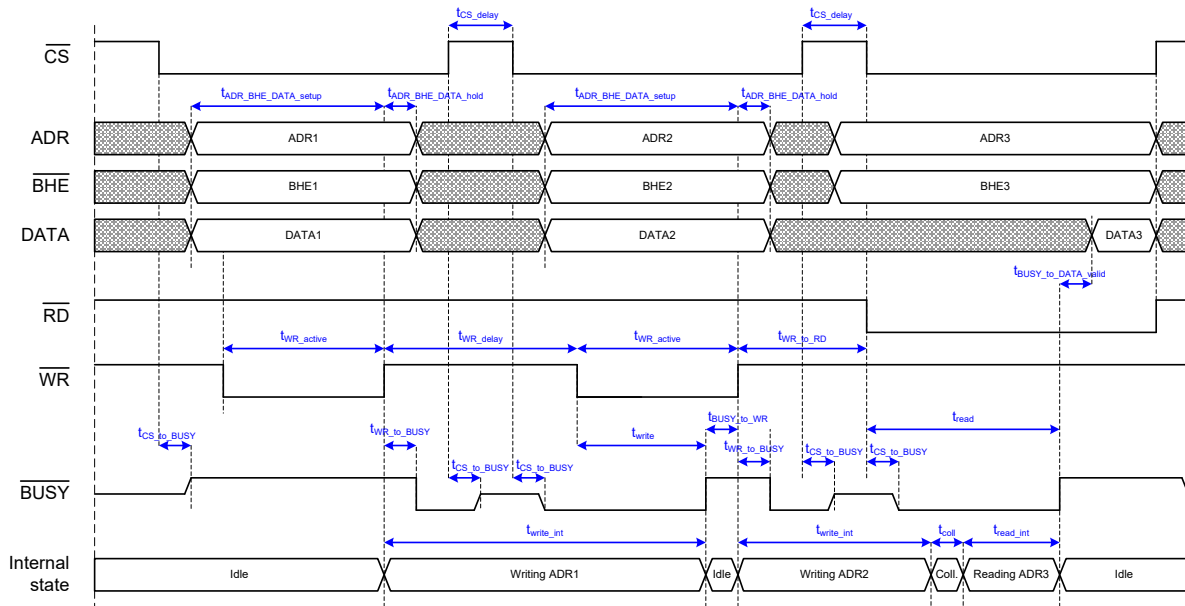 tCS_delay tCS_delay
CS
tADR_BHE_DATA_setup tADR_BHE_DATA_hold tADR_BHE_DATA_setup tADR_BHE_DATA_hold
ADR ADR1 ADR2 ADR3
BHE BHE1 BHE2 BHE3
DATA DATA1 DATA2 DATA3
tBUSY_to_DATA_valid
RD
tWR_active tWR_delay tWR_active tWR_to_RD
WR
tBUSY_to_WR tread
tCS_to_BUSY tWR_to_BUSY twrite
tWR_to_BUSY tCS_to_BUSY tCS_to_BUSY
tCS_to_BUSY tCS_to_BUSY
BUSY
twrite_int twrite_int tcoll tread_int
Internal
state
Idle Writing ADR1 Idle Writing ADR2 Coll. Reading ADR3 Idle